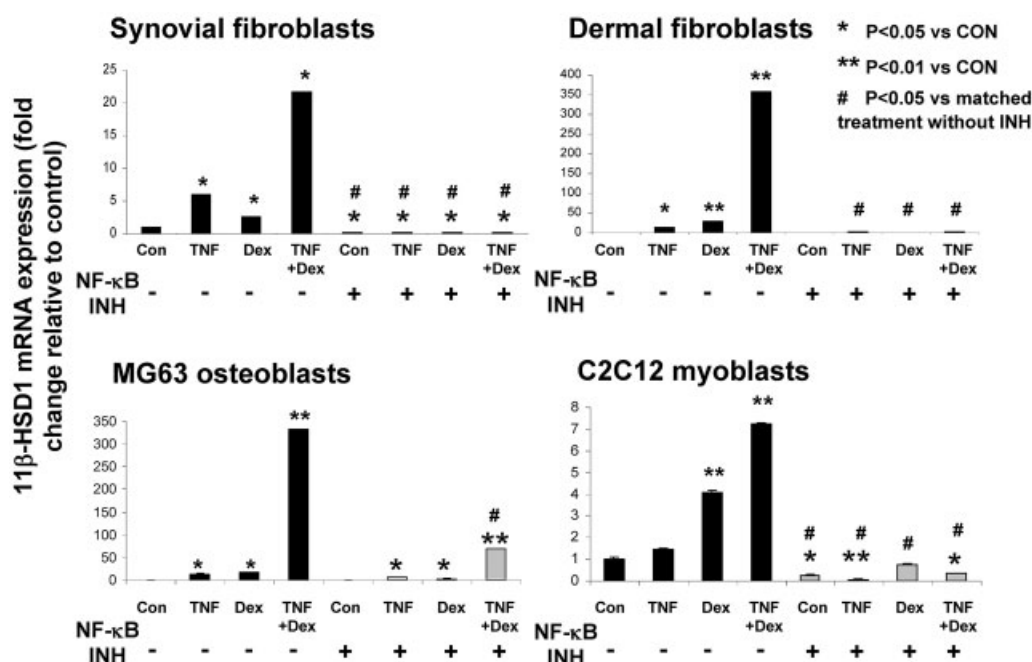 Synovial fibroblasts
Dermal fibroblasts
* P<0.05 vs CON
** P<0.01 vs CON
# P<0.05 vs matched
treatment without INH
11β-HSD1 mRNA expression (fold
change relative to control)
25
20
15
10
5
0
* * * # # # #
* * * *
Con TNF Dex TNF Con TNF Dex TNF
+Dex +Dex
NF-κB
INH - - - - + + + +
400
350
300
250
200
150
100
50
0
* ** ** # # #
Con TNF Dex TNF Con TNF Dex TNF
+Dex +Dex
NF-κB
INH - - - - + + + +
MG63 osteoblasts
350
300
250
200
150
100
50
0
* * ** * * #
**
Con TNF Dex TNF Con TNF Dex TNF
+Dex +Dex
NF-κB
INH - - - - + + + +
C2C12 myoblasts
8
7
6
5
4
3
2
1
0
** ** # # # #
* ** *
Con TNF Dex TNF Con TNF Dex TNF
+Dex +Dex
NF-κB
INH - - - - + + + +